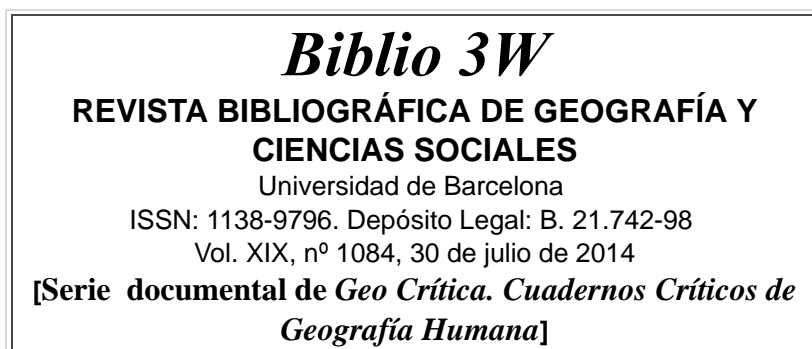 Biblio 3W
REVISTA BIBLIOGRÁFICA DE GEOGRAFÍA Y
CIENCIAS SOCIALES
Universidad de Barcelona
ISSN: 1138-9796. Depósito Legal: B. 21.742-98
Vol. XIX, nº 1084, 30 de julio de 2014
[Serie documental de Geo Crítica. Cuadernos Críticos de
Geografía Humana]